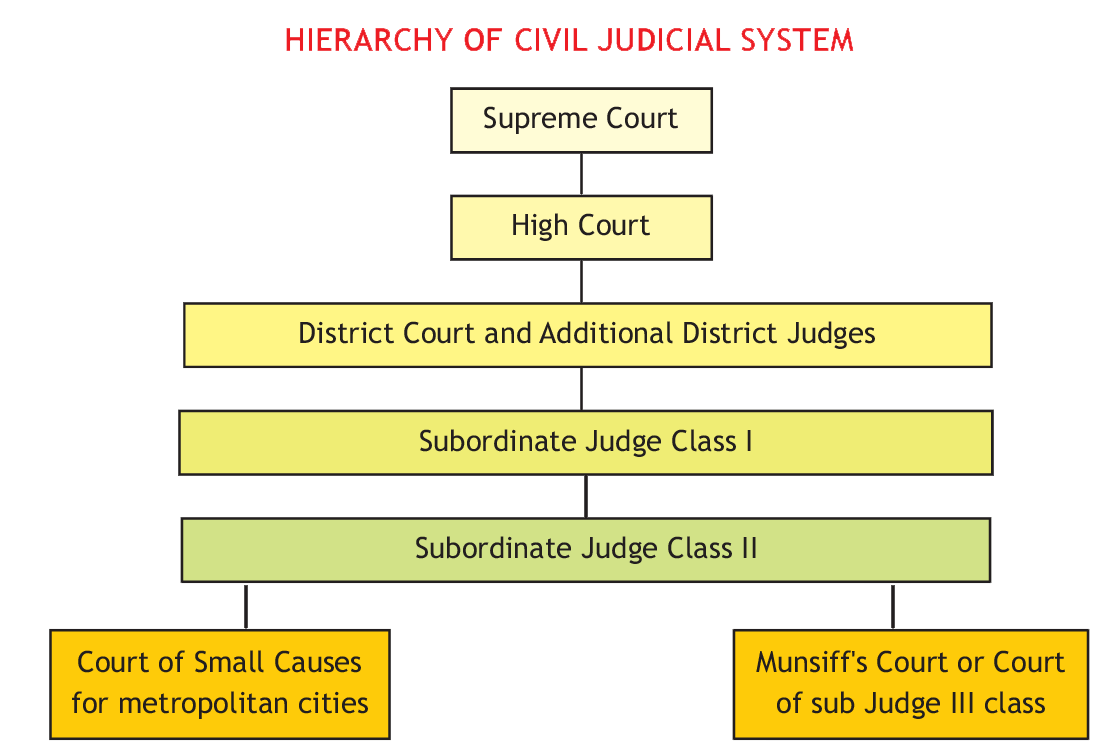 HIERARCHY OF CIVIL JUDICIAL SYSTEM
Supreme Court
High Court
District Court and Additional District Judges
Subordinate Judge Class I
Subordinate Judge Class II
Court of Small Causes
for metropolitan cities
Munsiff's Court or Court
of sub Judge III class